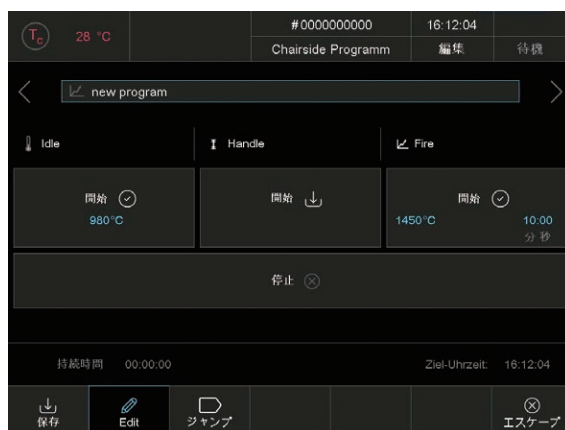 Tc 28 °C #0000000000 16:12:04
Chairside Programm 編集 待機
new program
Idle Handle Fire
開始 開始 開始
980°C 1450°C 10:00
分 秒
停止
持続時間 00:00:00 Ziel-Uhrzeit: 16:12:04
保存 Edit ジャンプ エスケープ